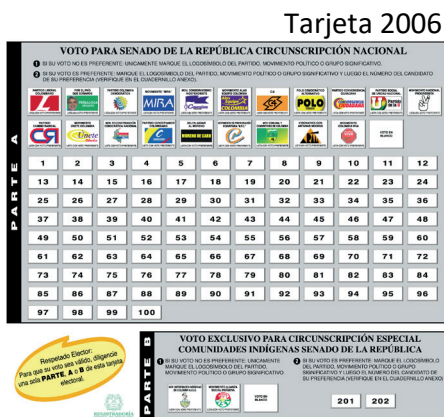 Tarjeta 2006
VOTO PARA SENADO DE LA REPÚBLICA CIRCUNSCRIPCIÓN NACIONAL
1 SI SU VOTO NO ES PREFERENTE: UNICAMENTE MARQUE EL LOGOSIMBOLO DEL PARTIDO, MOVIMIENTO POLÍTICO O GRUPO SIGNIFICATIVO.
2 SI SU VOTO ES PREFERENTE: MARQUE EL LOGOSIMBOLO DEL PARTIDO, MOVIMIENTO POLÍTICO O GRUPO SIGNIFICATIVO Y LUEGO EL NÚMERO DEL CANDIDATO
DE SU PREFERENCIA (VERIFIQUE EN EL CUADERNILLO ANEXO).
PARTE A
MIRA POLO
Únete VOTO EN BLANCO
1 2 3 4 5 6 7 8 9 10 11 12
13 14 15 16 17 18 19 20 21 22 23 24
25 26 27 28 29 30 31 32 33 34 35 36
37 38 39 40 41 42 43 44 45 46 47 48
49 50 51 52 53 54 55 56 57 58 59 60
61 62 63 64 65 66 67 68 69 70 71 72
73 74 75 76 77 78 79 80 81 82 83 84
85 86 87 88 89 90 91 92 93 94 95 96
97 98 99 100
Respetado Elector:
Para que su voto sea válido, diligencie
una sola PARTE, A o B de esta tarjeta
electoral.
REGISTRADURÍA
PARTE B
VOTO EXCLUSIVO PARA CIRCUNSCRIPCIÓN ESPECIAL
COMUNIDADES INDÍGENAS SENADO DE LA REPÚBLICA
1 SI SU VOTO NO ES PREFERENTE: UNICAMENTE
MARQUE EL LOGOSIMBOLO DEL PARTIDO,
MOVIMIENTO POLÍTICO O GRUPO SIGNIFICATIVO.
2 SI SU VOTO ES PREFERENTE: MARQUE EL LOGOSIMBOLO
DEL PARTIDO, MOVIMIENTO POLÍTICO O GRUPO
SIGNIFICATIVO Y LUEGO EL NÚMERO DEL CANDIDATO DE
SU PREFERENCIA (VERIFIQUE EN EL CUADERNILLO ANEXO)
VOTO EN BLANCO
201 202